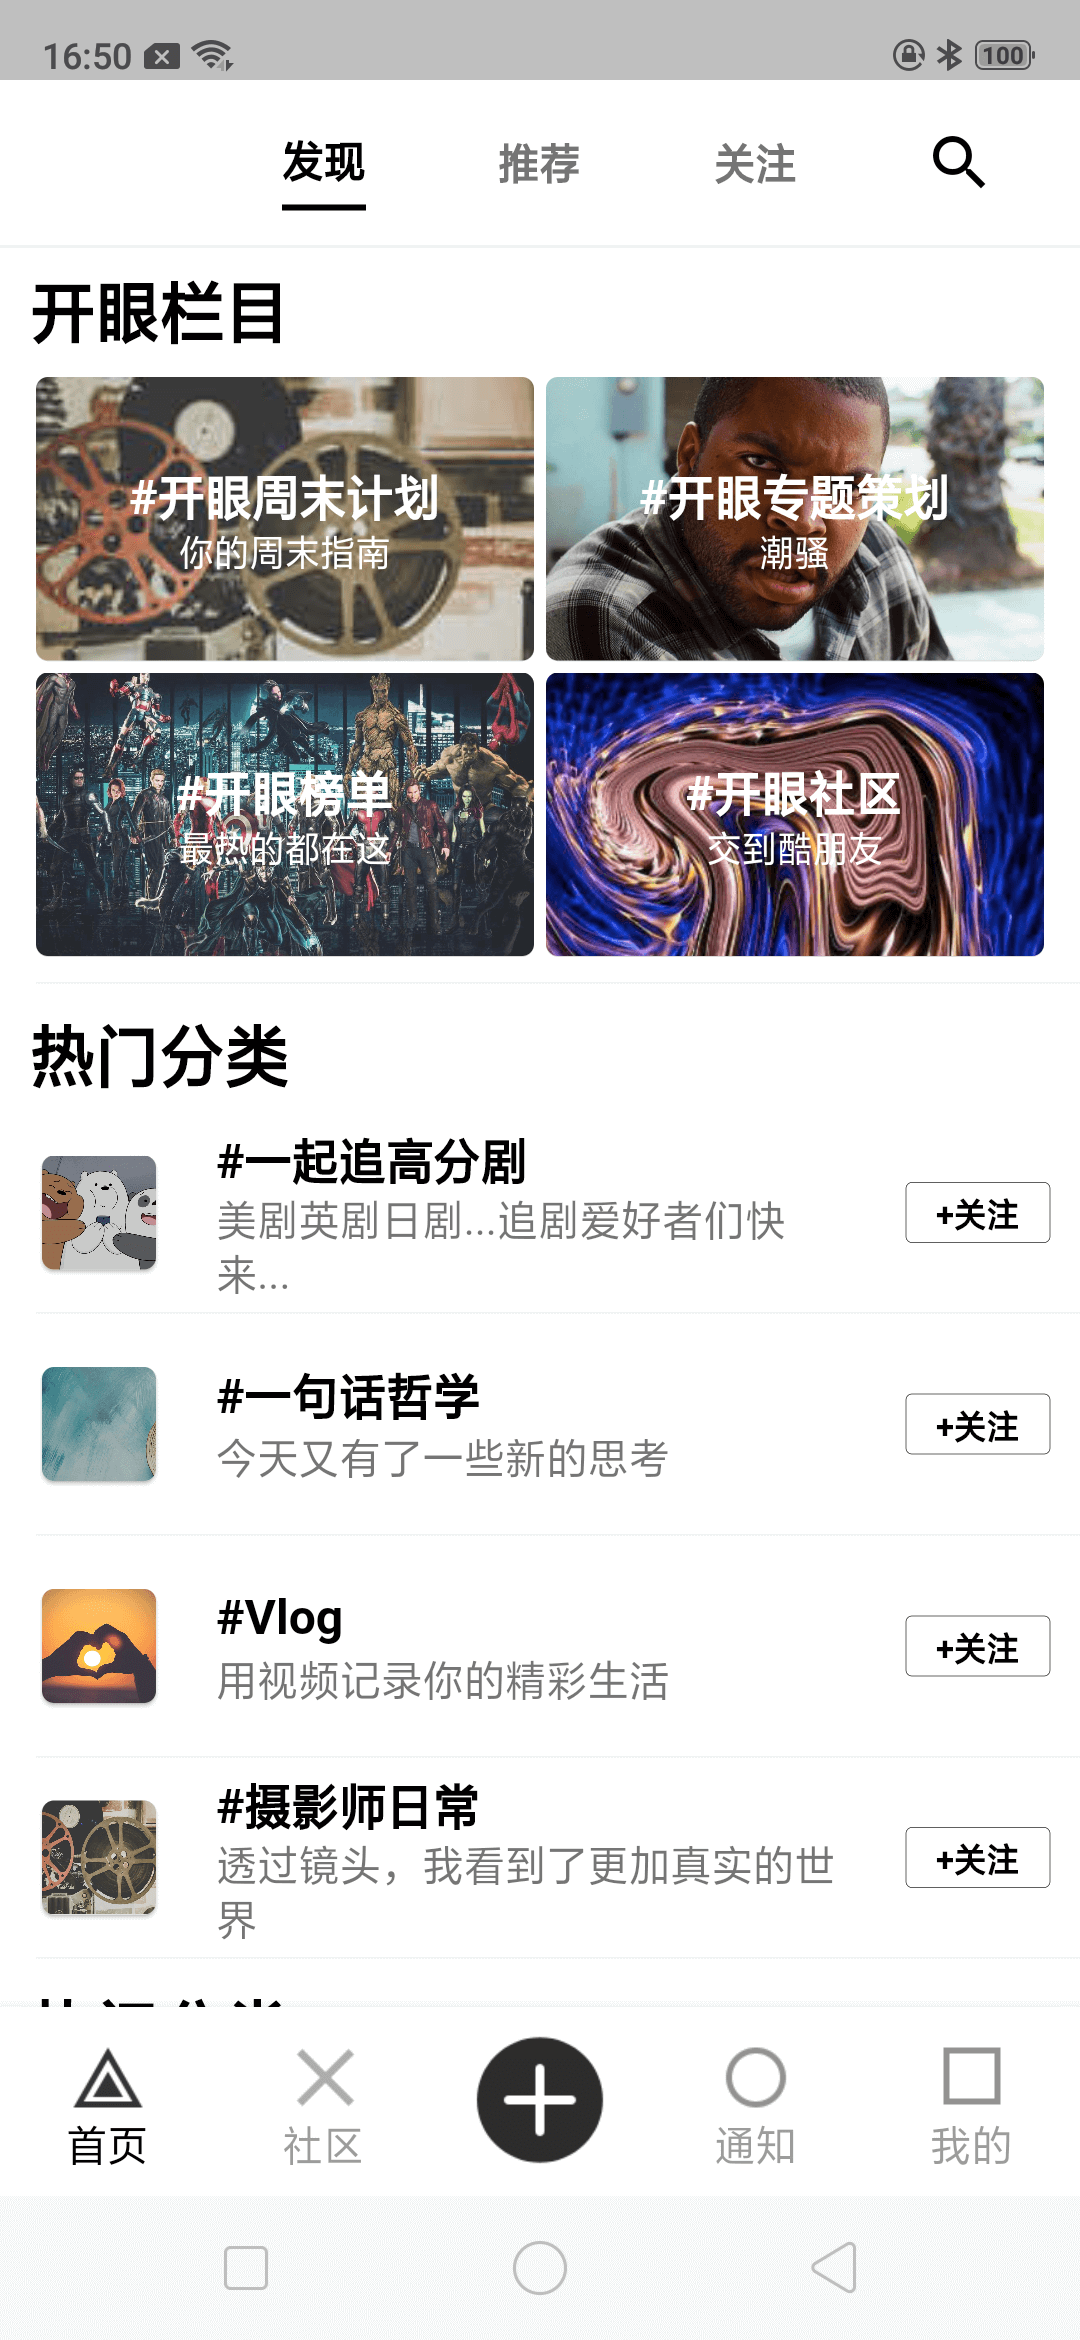 16:50
100
发现 推荐 关注
开眼栏目
#开眼周末计划
你的周末指南
#开眼专题策划
潮骚
#开眼榜单
最热的都在这
#开眼社区
交到酷朋友
热门分类
#一起追高分剧
美剧英剧日剧...追剧爱好者们快
来...
+关注
#一句话哲学
今天又有了一些新的思考
+关注
#Vlog
用视频记录你的精彩生活
+关注
#摄影师日常
透过镜头，我看到了更加真实的世
界
+关注
首页 社区 通知 我的